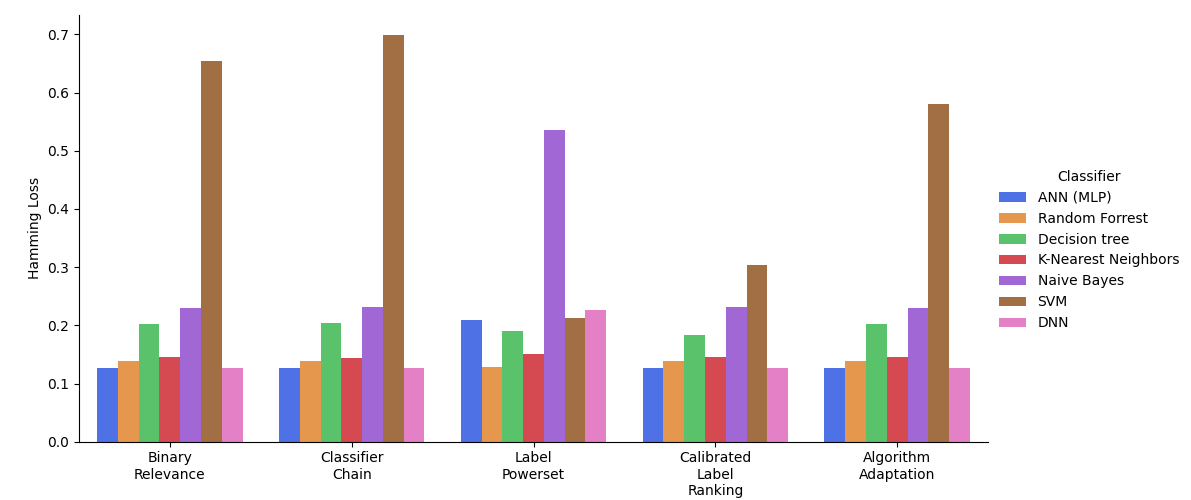 0.7
0.6
0.5
0.4
0.3
0.2
0.1
0.0
Hamming Loss
Binary
Relevance
Classifier
Chain
Label
Powerset
Calibrated
Label
Ranking
Algorithm
Adaptation
Classifier
ANN (MLP)
Random Forrest
Decision tree
K-Nearest Neighbors
Naive Bayes
SVM
DNN